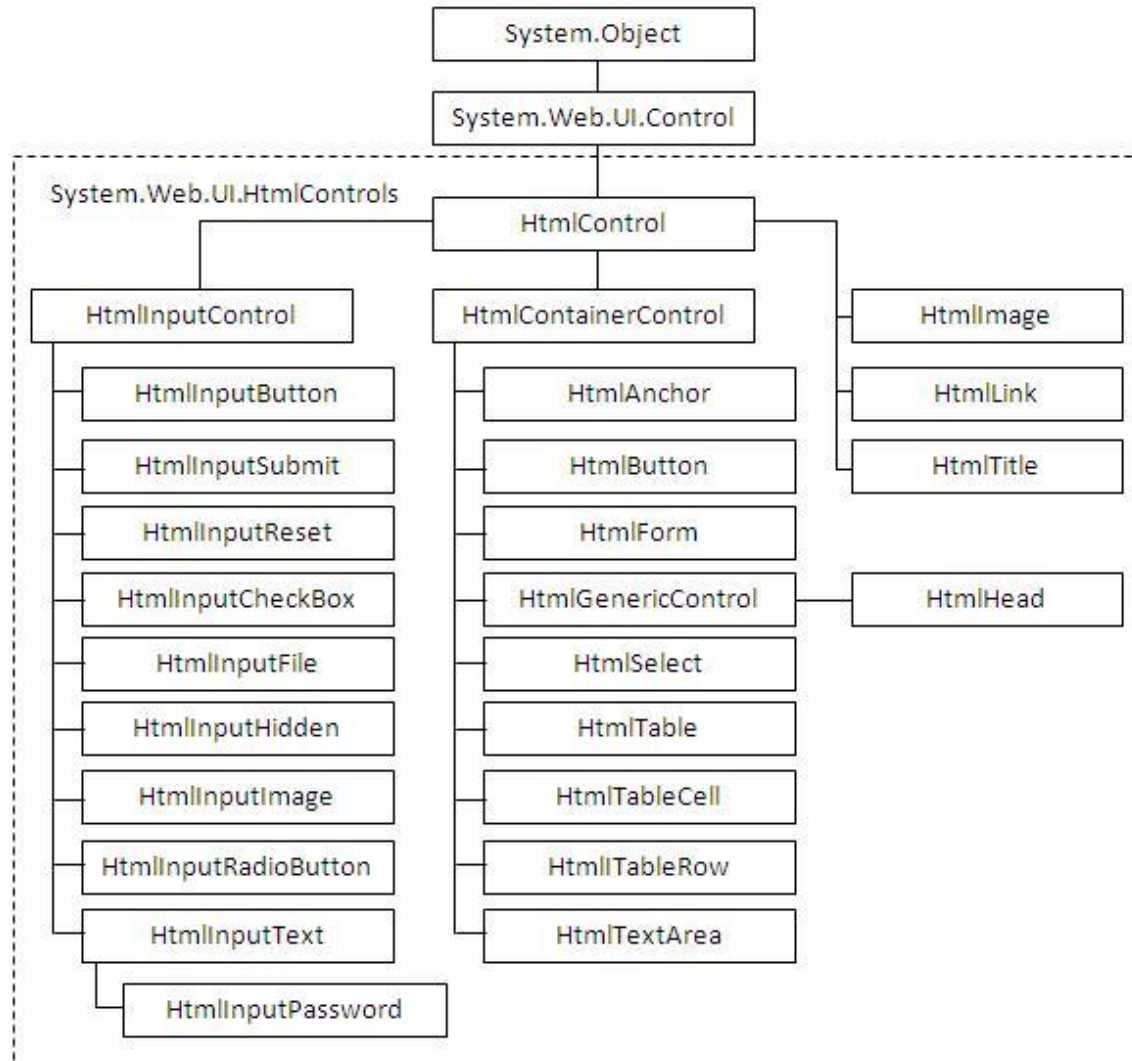 System.Object
System.Web.UI.Control
System.Web.UI.HtmlControls
HtmlControl
HtmlInputControl
HtmlInputButton
HtmlInputSubmit
HtmlInputReset
HtmlInputCheckBox
HtmlInputFile
HtmlInputHidden
HtmlInputImage
HtmlInputRadioButton
HtmlInputText
HtmlInputPassword
HtmlContainerControl
HtmlAnchor
HtmlButton
HtmlForm
HtmlGenericControl
HtmlHead
HtmlSelect
HtmlTable
HtmlTableCell
HtmlITableRow
HtmlTextArea
HtmlImage
HtmlLink
HtmlTitle